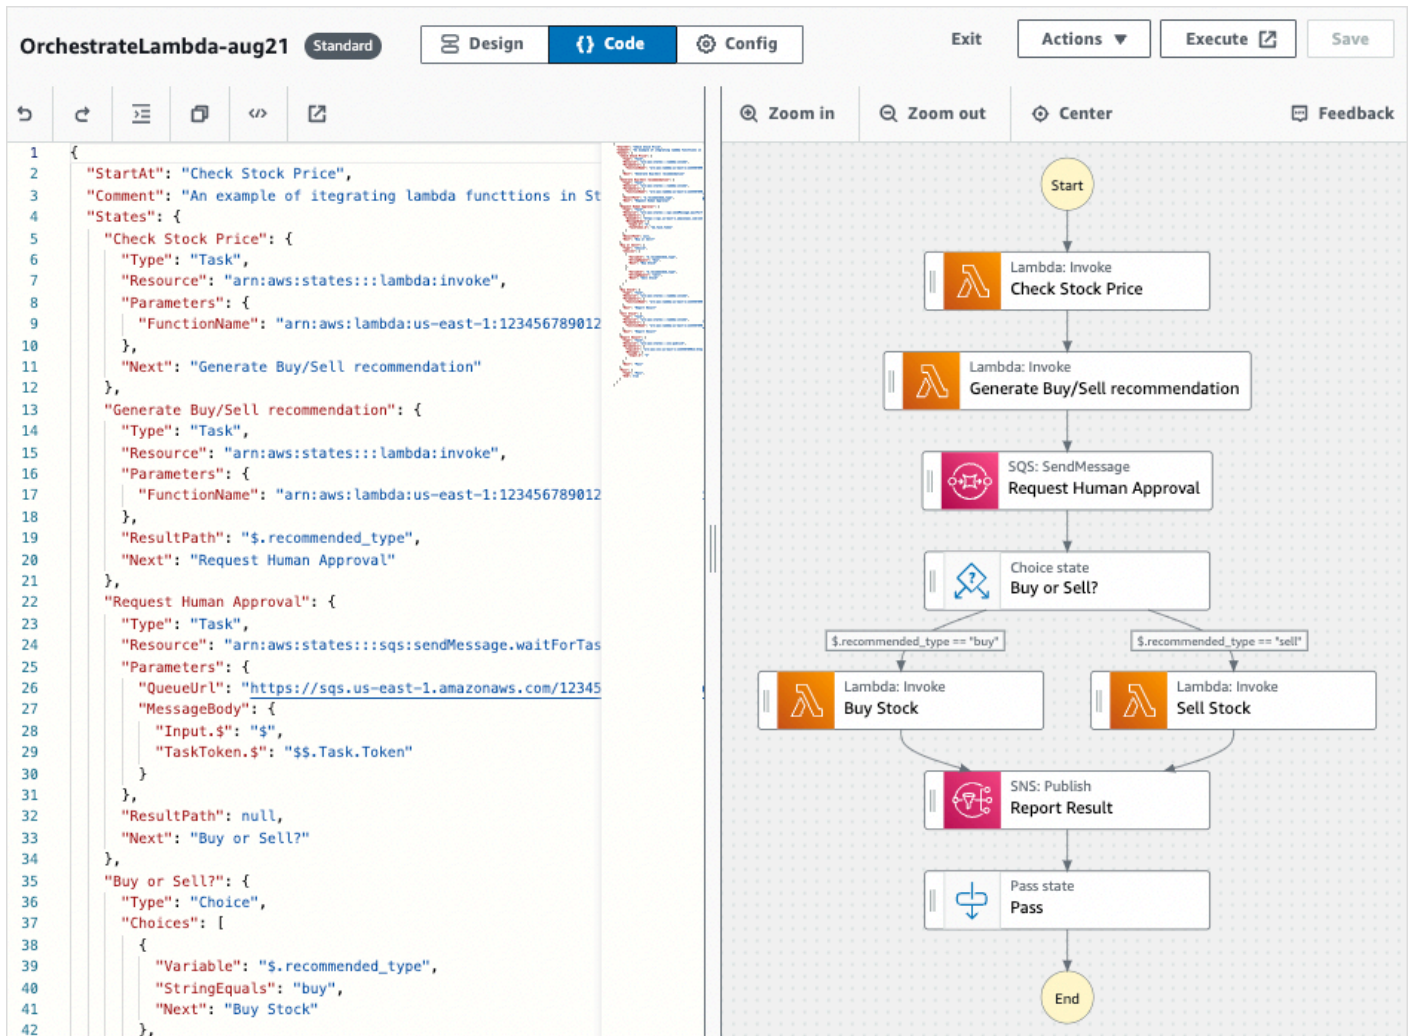 OrchestrateLambda-aug21 Standard Design {} Code Config Exit Actions Execute Save
Zoom in Zoom out Center Feedback
1 {
2 "StartAt": "Check Stock Price",
3 "Comment": "An example of itegrating lambda functtions in St
4 "States": {
5 "Check Stock Price": {
6 "Type": "Task",
7 "Resource": "arn:aws:states:::lambda:invoke",
8 "Parameters": {
9 "FunctionName": "arn:aws:lambda:us-east-1:123456789012
10 },
11 "Next": "Generate Buy/Sell recommendation"
12 },
13 "Generate Buy/Sell recommendation": {
14 "Type": "Task",
15 "Resource": "arn:aws:states:::lambda:invoke",
16 "Parameters": {
17 "FunctionName": "arn:aws:lambda:us-east-1:123456789012
18 },
19 "ResultPath": "$.recommended_type",
20 "Next": "Request Human Approval"
21 },
22 "Request Human Approval": {
23 "Type": "Task",
24 "Resource": "arn:aws:states:::sqs:sendMessage.waitForTas
25 "Parameters": {
26 "QueueUrl": "https://sqs.us-east-1.amazonaws.com/12345
27 "MessageBody": {
28 "Input.$": "$",
29 "TaskToken.$": "$$.Task.Token"
30 }
31 },
32 "ResultPath": null,
33 "Next": "Buy or Sell?"
34 },
35 "Buy or Sell?": {
36 "Type": "Choice",
37 "Choices": [
38 {
39 "Variable": "$.recommended_type",
40 "StringEquals": "buy",
41 "Next": "Buy Stock"
42 },
Start
Lambda: Invoke
Check Stock Price
Lambda: Invoke
Generate Buy/Sell recommendation
SQS: SendMessage
Request Human Approval
Choice state
Buy or Sell?
$.recommended_type == "buy" $.recommended_type == "sell"
Lambda: Invoke
Buy Stock
Lambda: Invoke
Sell Stock
SNS: Publish
Report Result
Pass state
Pass
End